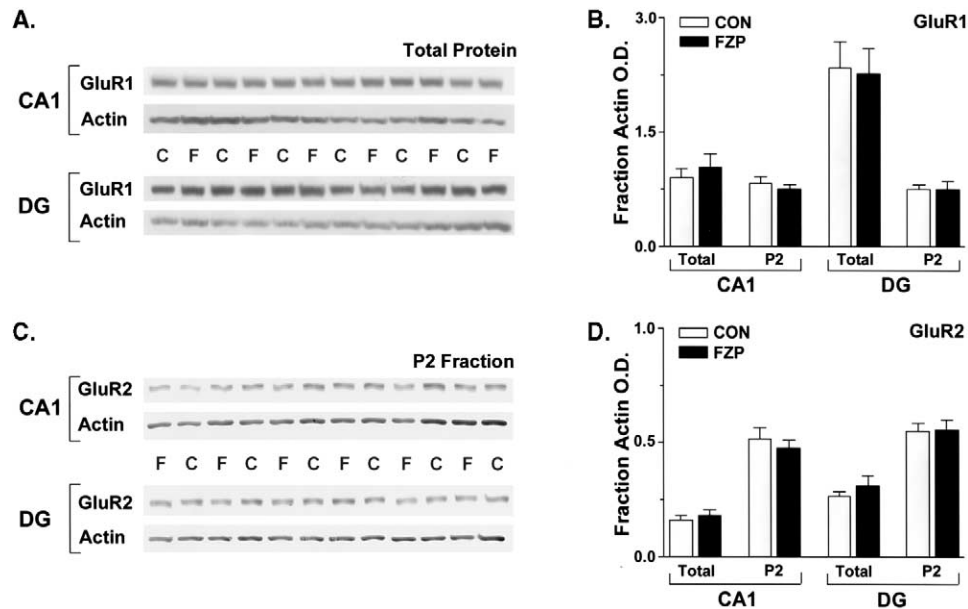 A.
Total Protein
CA1
GluR1
Actin
C F C F C F C F C F C F
DG
GluR1
Actin
B.
GluR1
CON
FZP
Fraction Actin O.D.
3.0
1.5
0.0
Total P2 Total P2
CA1 DG
C.
P2 Fraction
CA1
GluR2
Actin
F C F C F C F C F C F C
DG
GluR2
Actin
D.
GluR2
CON
FZP
Fraction Actin O.D.
1.0
0.5
0.0
Total P2 Total P2
CA1 DG